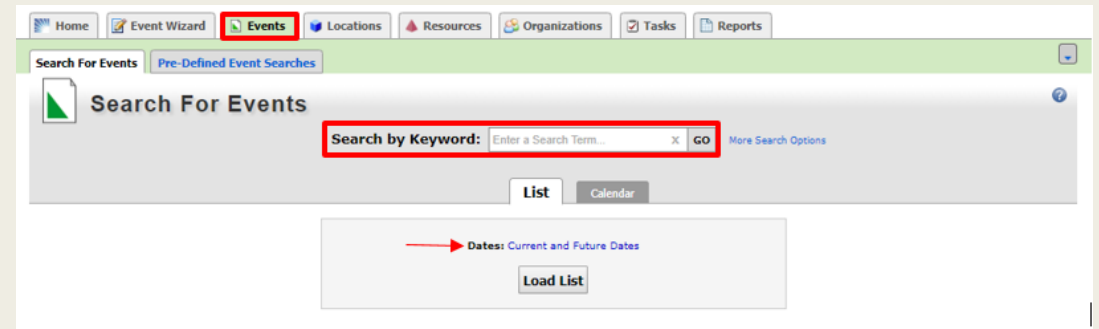 Home Event Wizard Events Locations Resources Organizations Tasks Reports
Search For Events Pre-Defined Event Searches
Search For Events
Search by Keyword: Enter a Search Term... x GO More Search Options
List Calendar
Dates: Current and Future Dates
Load List